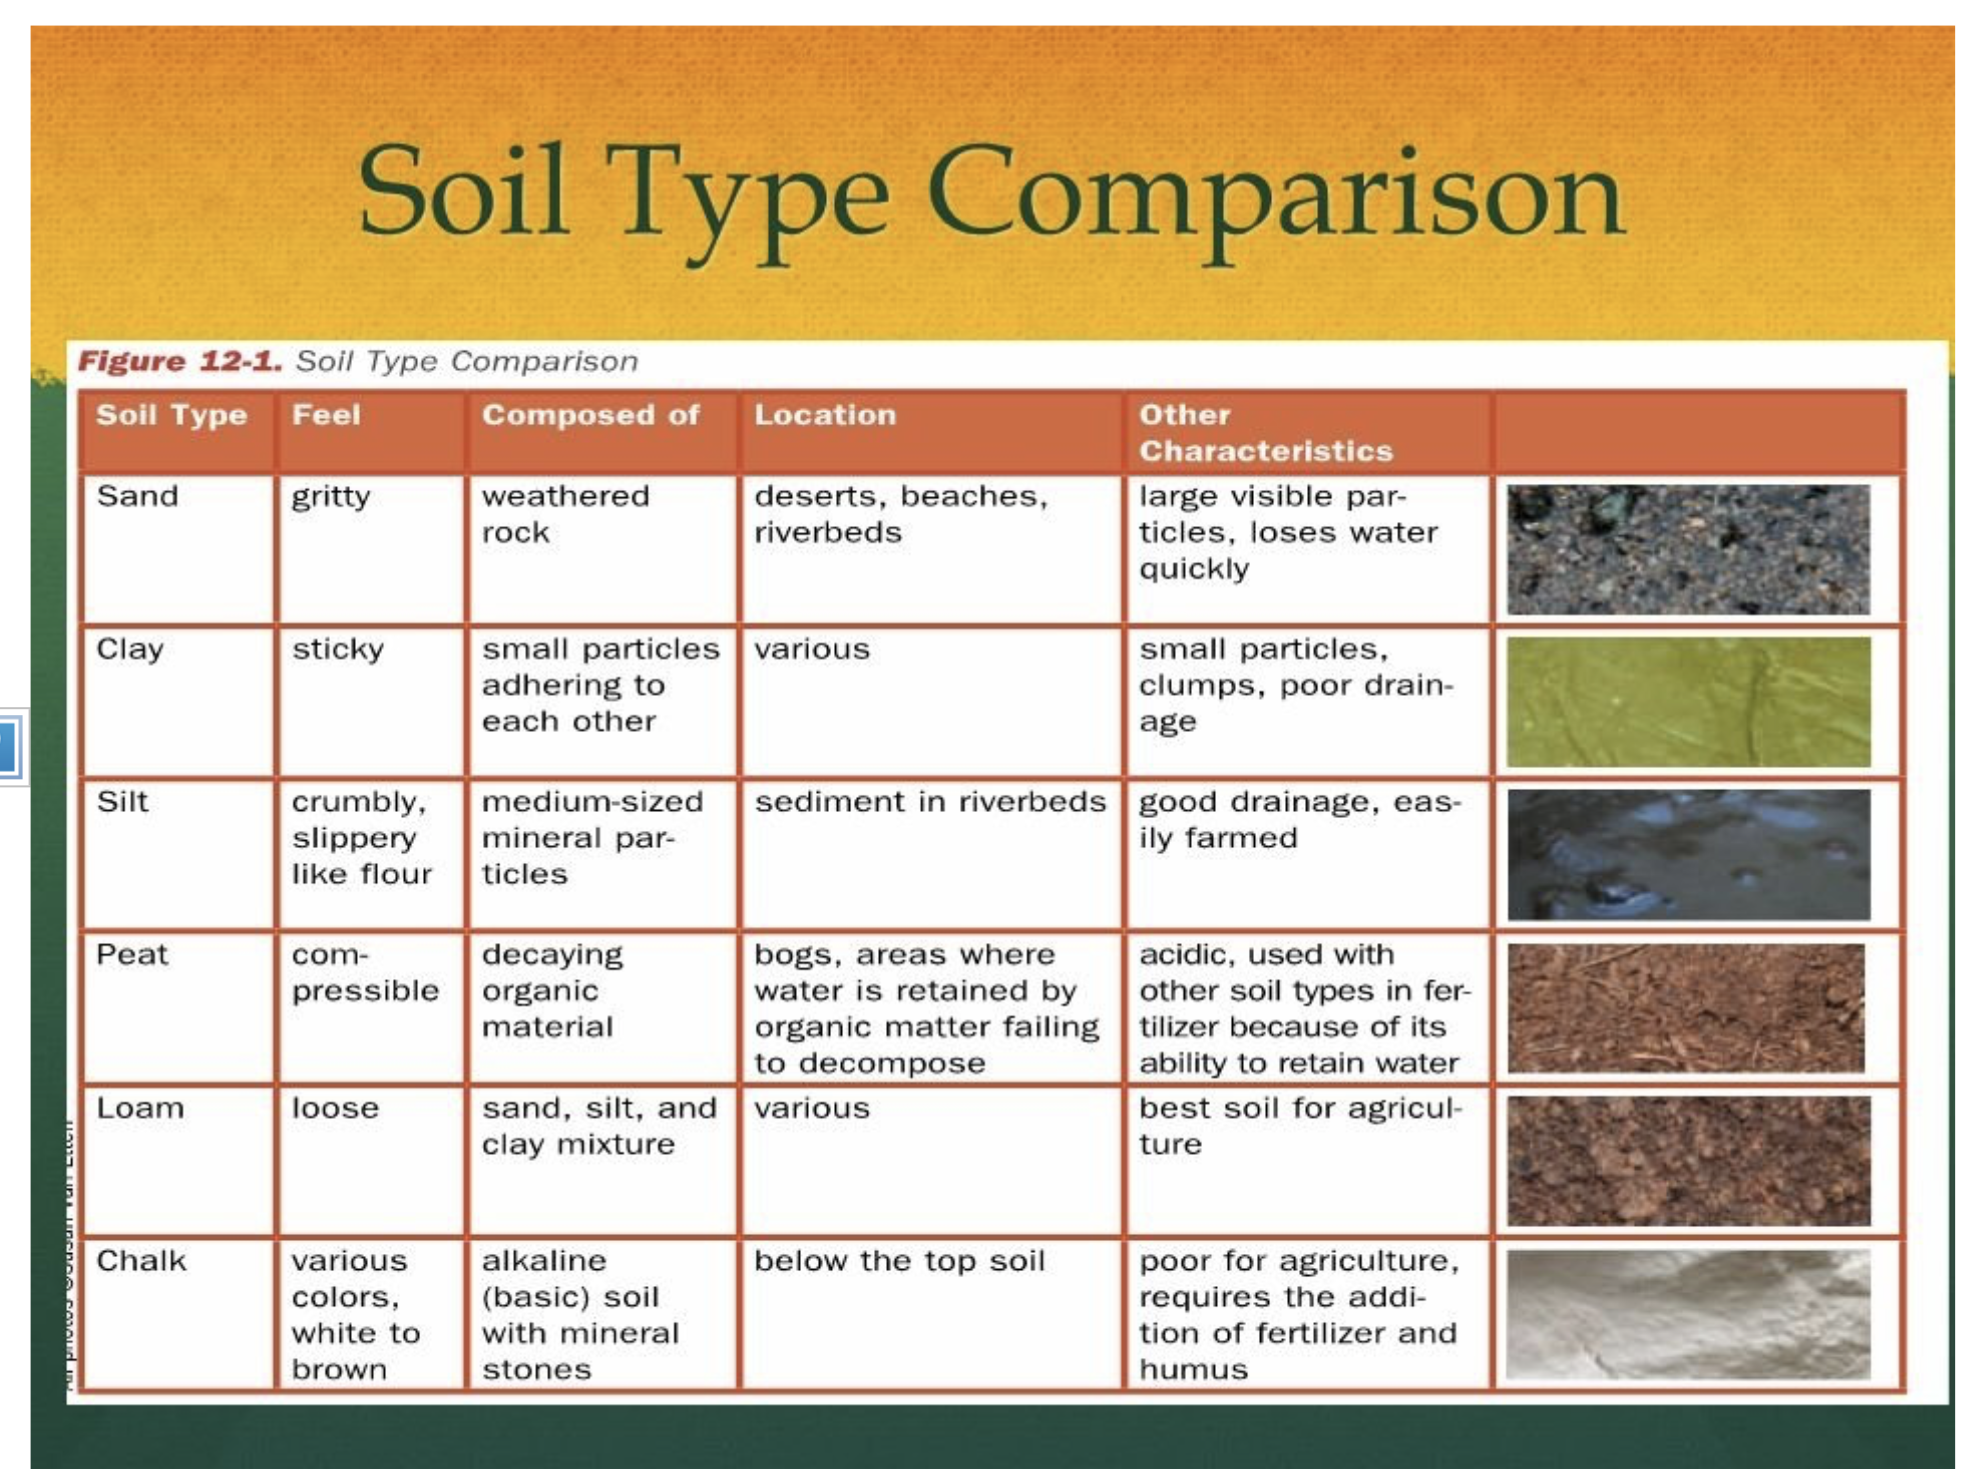 Soil Type Comparison
Figure 12-1. Soil Type Comparison
Soil Type Feel Composed of Location Other
Characteristics
Sand gritty weathered deserts, beaches, large visible par-
rock riverbeds ticles, loses water
quickly
Clay sticky small particles various small particles,
adhering to clumps, poor drain-
each other age
Silt crumbly, medium-sized sediment in riverbeds good drainage, eas-
slippery mineral par- ily farmed
like flour ticles
Peat com- decaying bogs, areas where acidic, used with
pressible organic water is retained by other soil types in fer-
material organic matter failing tilizer because of its
to decompose ability to retain water
Loam loose sand, silt, and various best soil for agricul-
clay mixture ture
Chalk various alkaline below the top soil poor for agriculture,
colors, (basic) soil requires the addi-
white to with mineral tion of fertilizer and
brown stones humus